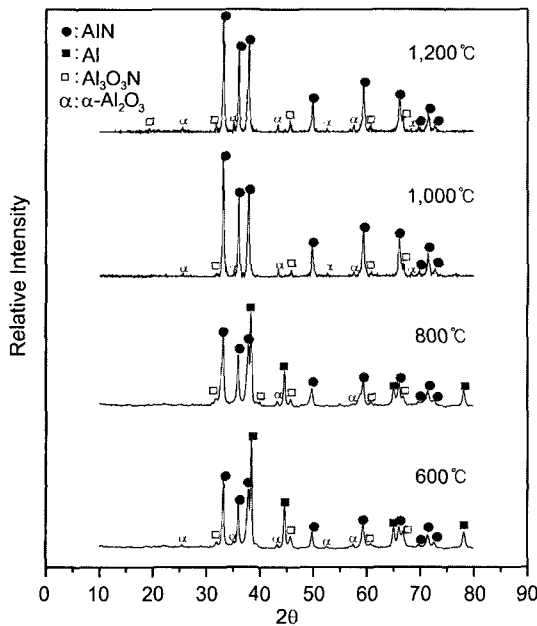 ●: AlN
■: Al
□: Al₃O₃N
α: α-Al₂O₃
1,200℃
1,000℃
800℃
600℃
Relative Intensity
0 10 20 30 40 50 60 70 80 90
2θ